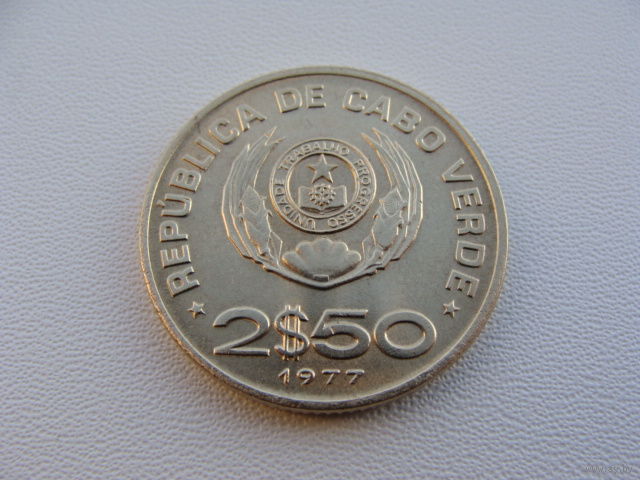 REPÚBLICA DE CABO VERDE
UNIDADE TRABALHO PROGRESSO
2$50
1977